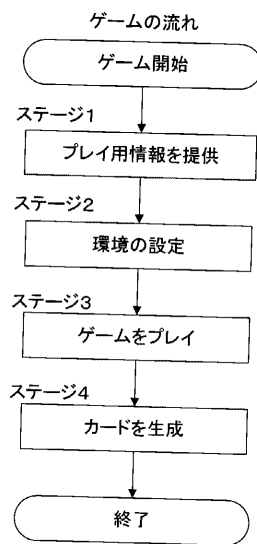 ゲームの流れ
ゲーム開始
ステージ1
プレイ用情報を提供
ステージ2
環境の設定
ステージ3
ゲームをプレイ
ステージ4
カードを生成
終了